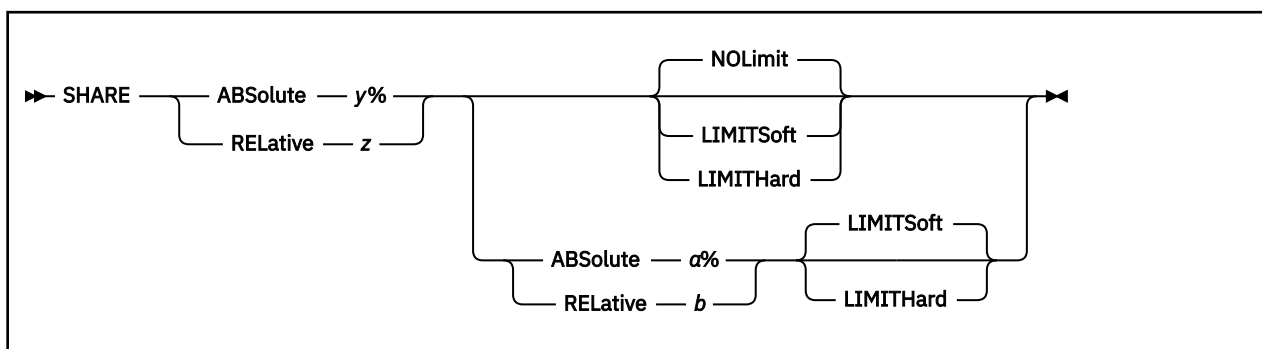 NOLimit
SHARE ABSolute y%
RELative z
LIMITSoft
LIMITHard
LIMITSoft
ABSolute a%
RELative b
LIMITHard